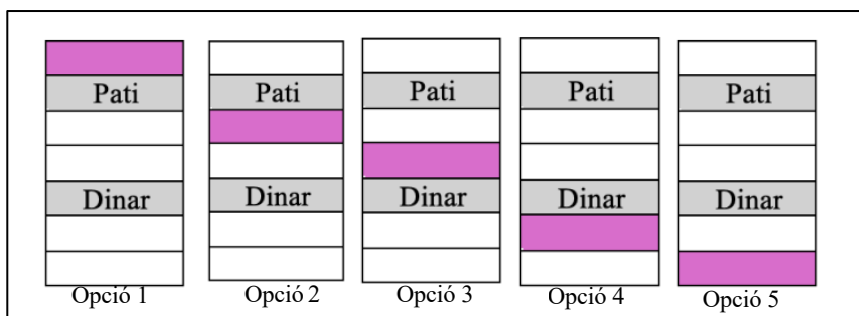 Pati Pati Pati Pati Pati
Dinar Dinar Dinar Dinar Dinar
Opció 1 Opció 2 Opció 3 Opció 4 Opció 5